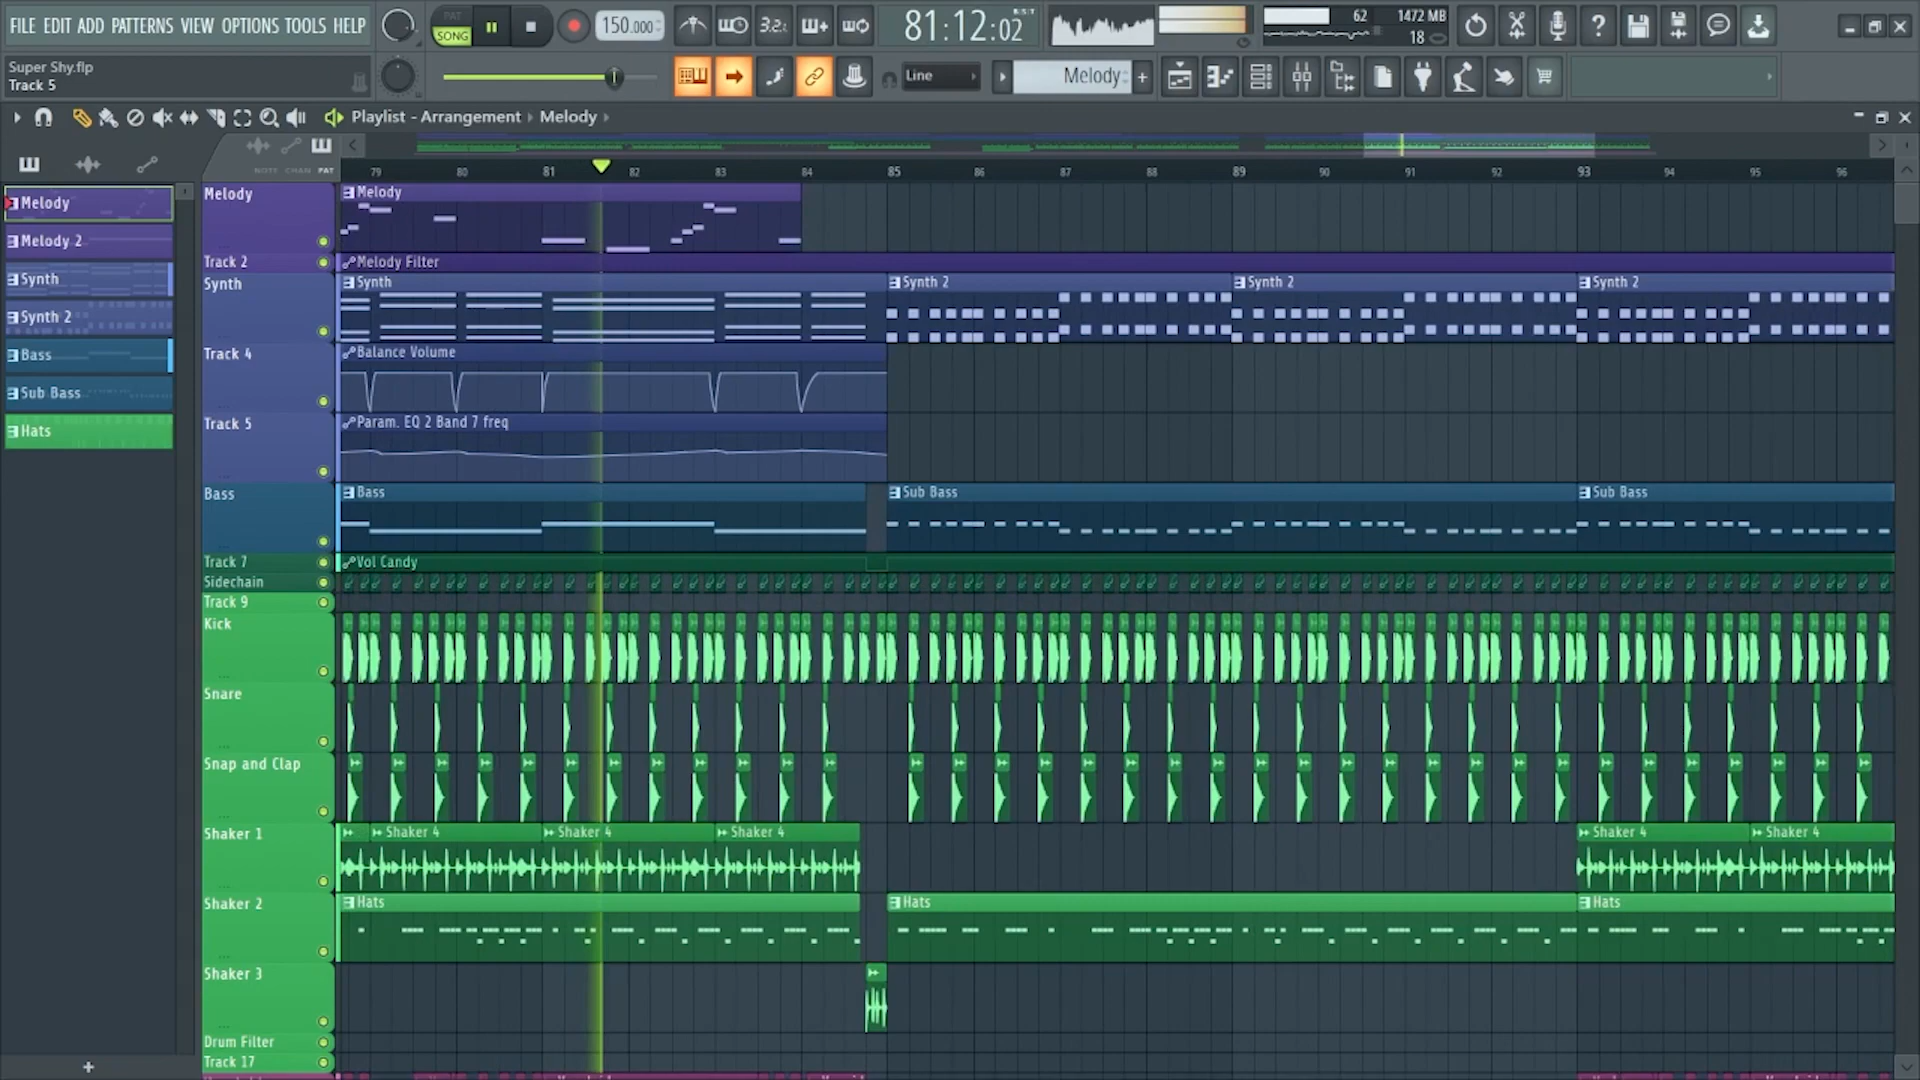 FILE EDIT ADD PATTERNS VIEW OPTIONS TOOLS HELP
PAT
SONG
150.000
3.2.
81:12:02
B:S:T
62
1472 MB
18
Super Shy.flp
Track 5
Line
Melody
Playlist - Arrangement › Melody ›
NOTE CHAN PAT
79 80 81 82 83 84 85 86 87 88 89 90 91 92 93 94 95 96
Melody
Melody 2
Synth
Synth 2
Bass
Sub Bass
Hats
Melody
Melody
Track 2
Melody Filter
Synth
Synth
Synth 2
Synth 2
Synth 2
Track 4
Balance Volume
Track 5
Param. EQ 2 Band 7 freq
Bass
Bass
Sub Bass
Sub Bass
Track 7
Vol Candy
Sidechain
Track 9
Kick
Snare
Snap and Clap
Shaker 1
Shaker 4
Shaker 4
Shaker 4
Shaker 4
Shaker 4
Shaker 2
Hats
Hats
Hats
Shaker 3
Drum Filter
Track 17